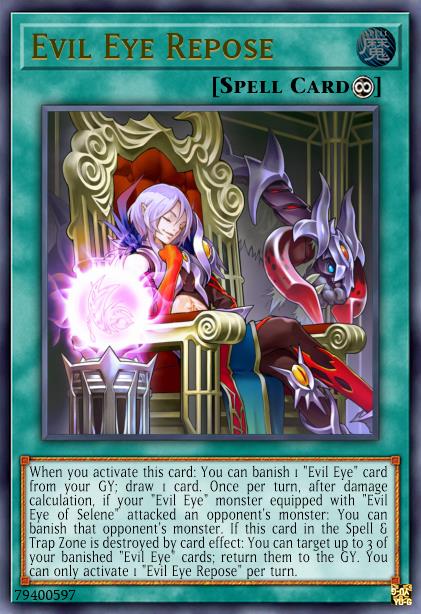 Evil Eye Repose
[Spell Card]
When you activate this card: You can banish 1 "Evil Eye" card
from your GY; draw 1 card. Once per turn, after damage
calculation, if your "Evil Eye" monster equipped with "Evil
Eye of Selene" attacked an opponent's monster: You can
banish that opponent's monster. If this card in the Spell &
Trap Zone is destroyed by card effect: You can target up to 3 of
your banished "Evil Eye" cards; return them to the GY. You
can only activate 1 "Evil Eye Repose" per turn.
79400597